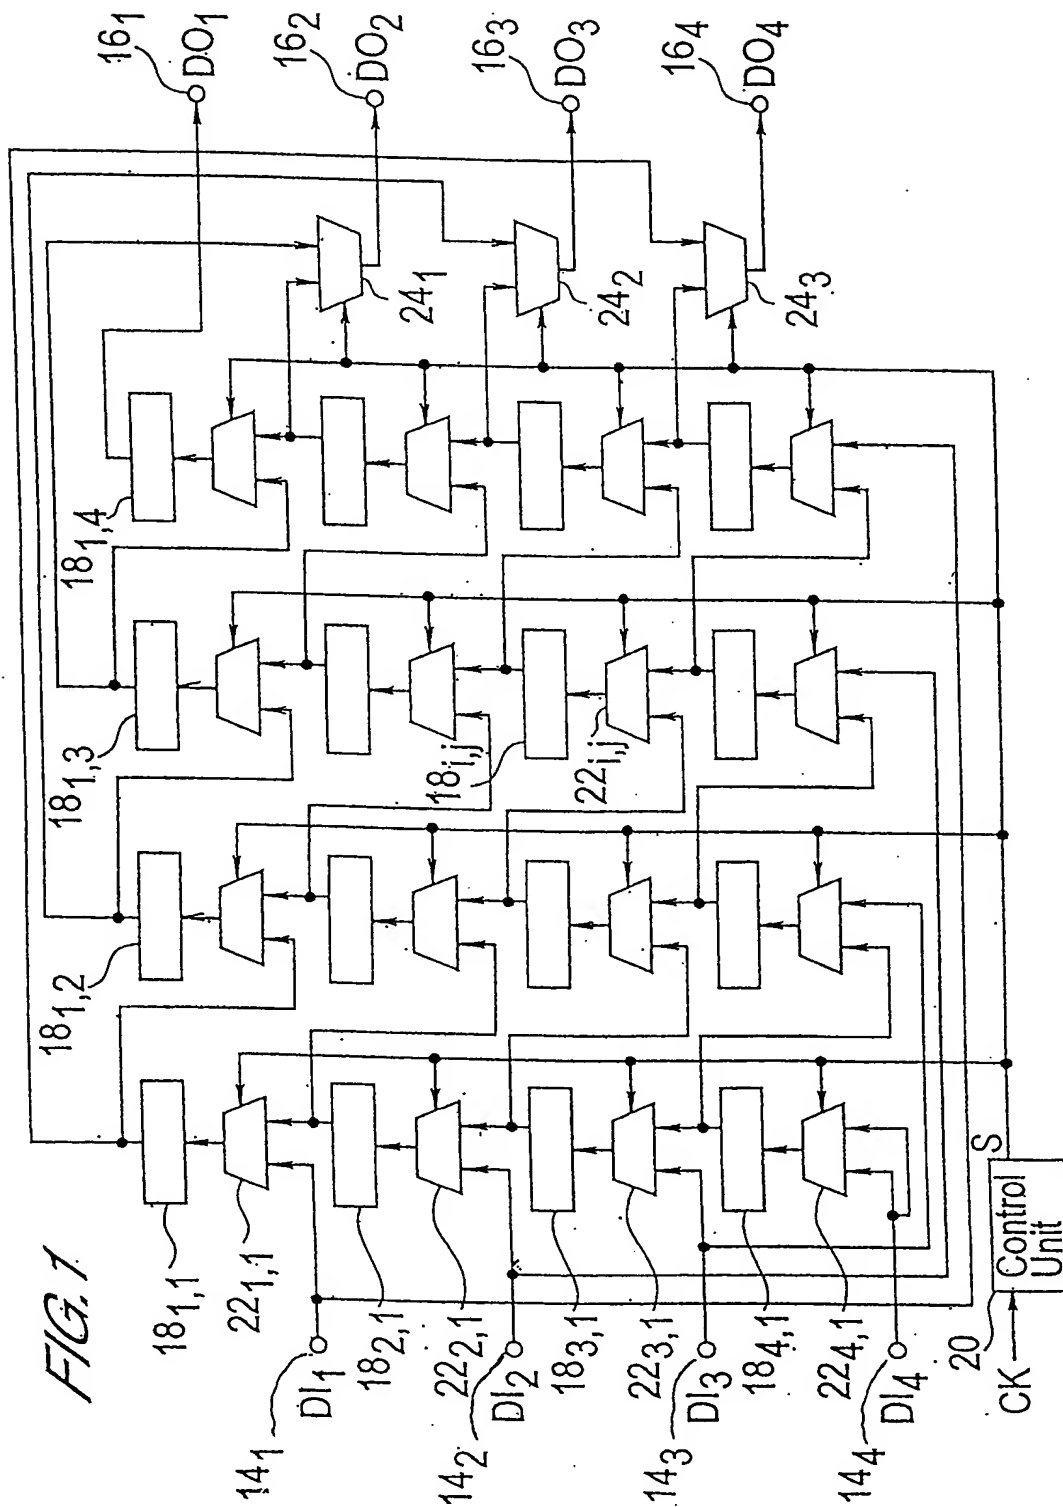 FIG. 1
14₁
DI₁
14₂
DI₂
14₃
DI₃
14₄
DI₄
18₁,₁
22₁,₁
18₂,₁
22₂,₁
18₃,₁
22₃,₁
18₄,₁
22₄,₁
18₁,₂
18₁,₃
18₁,₄
18i,j
22i,j
24₁
24₂
24₃
16₁
DO₁
16₂
DO₂
16₃
DO₃
16₄
DO₄
20
CK
S
Control
Unit